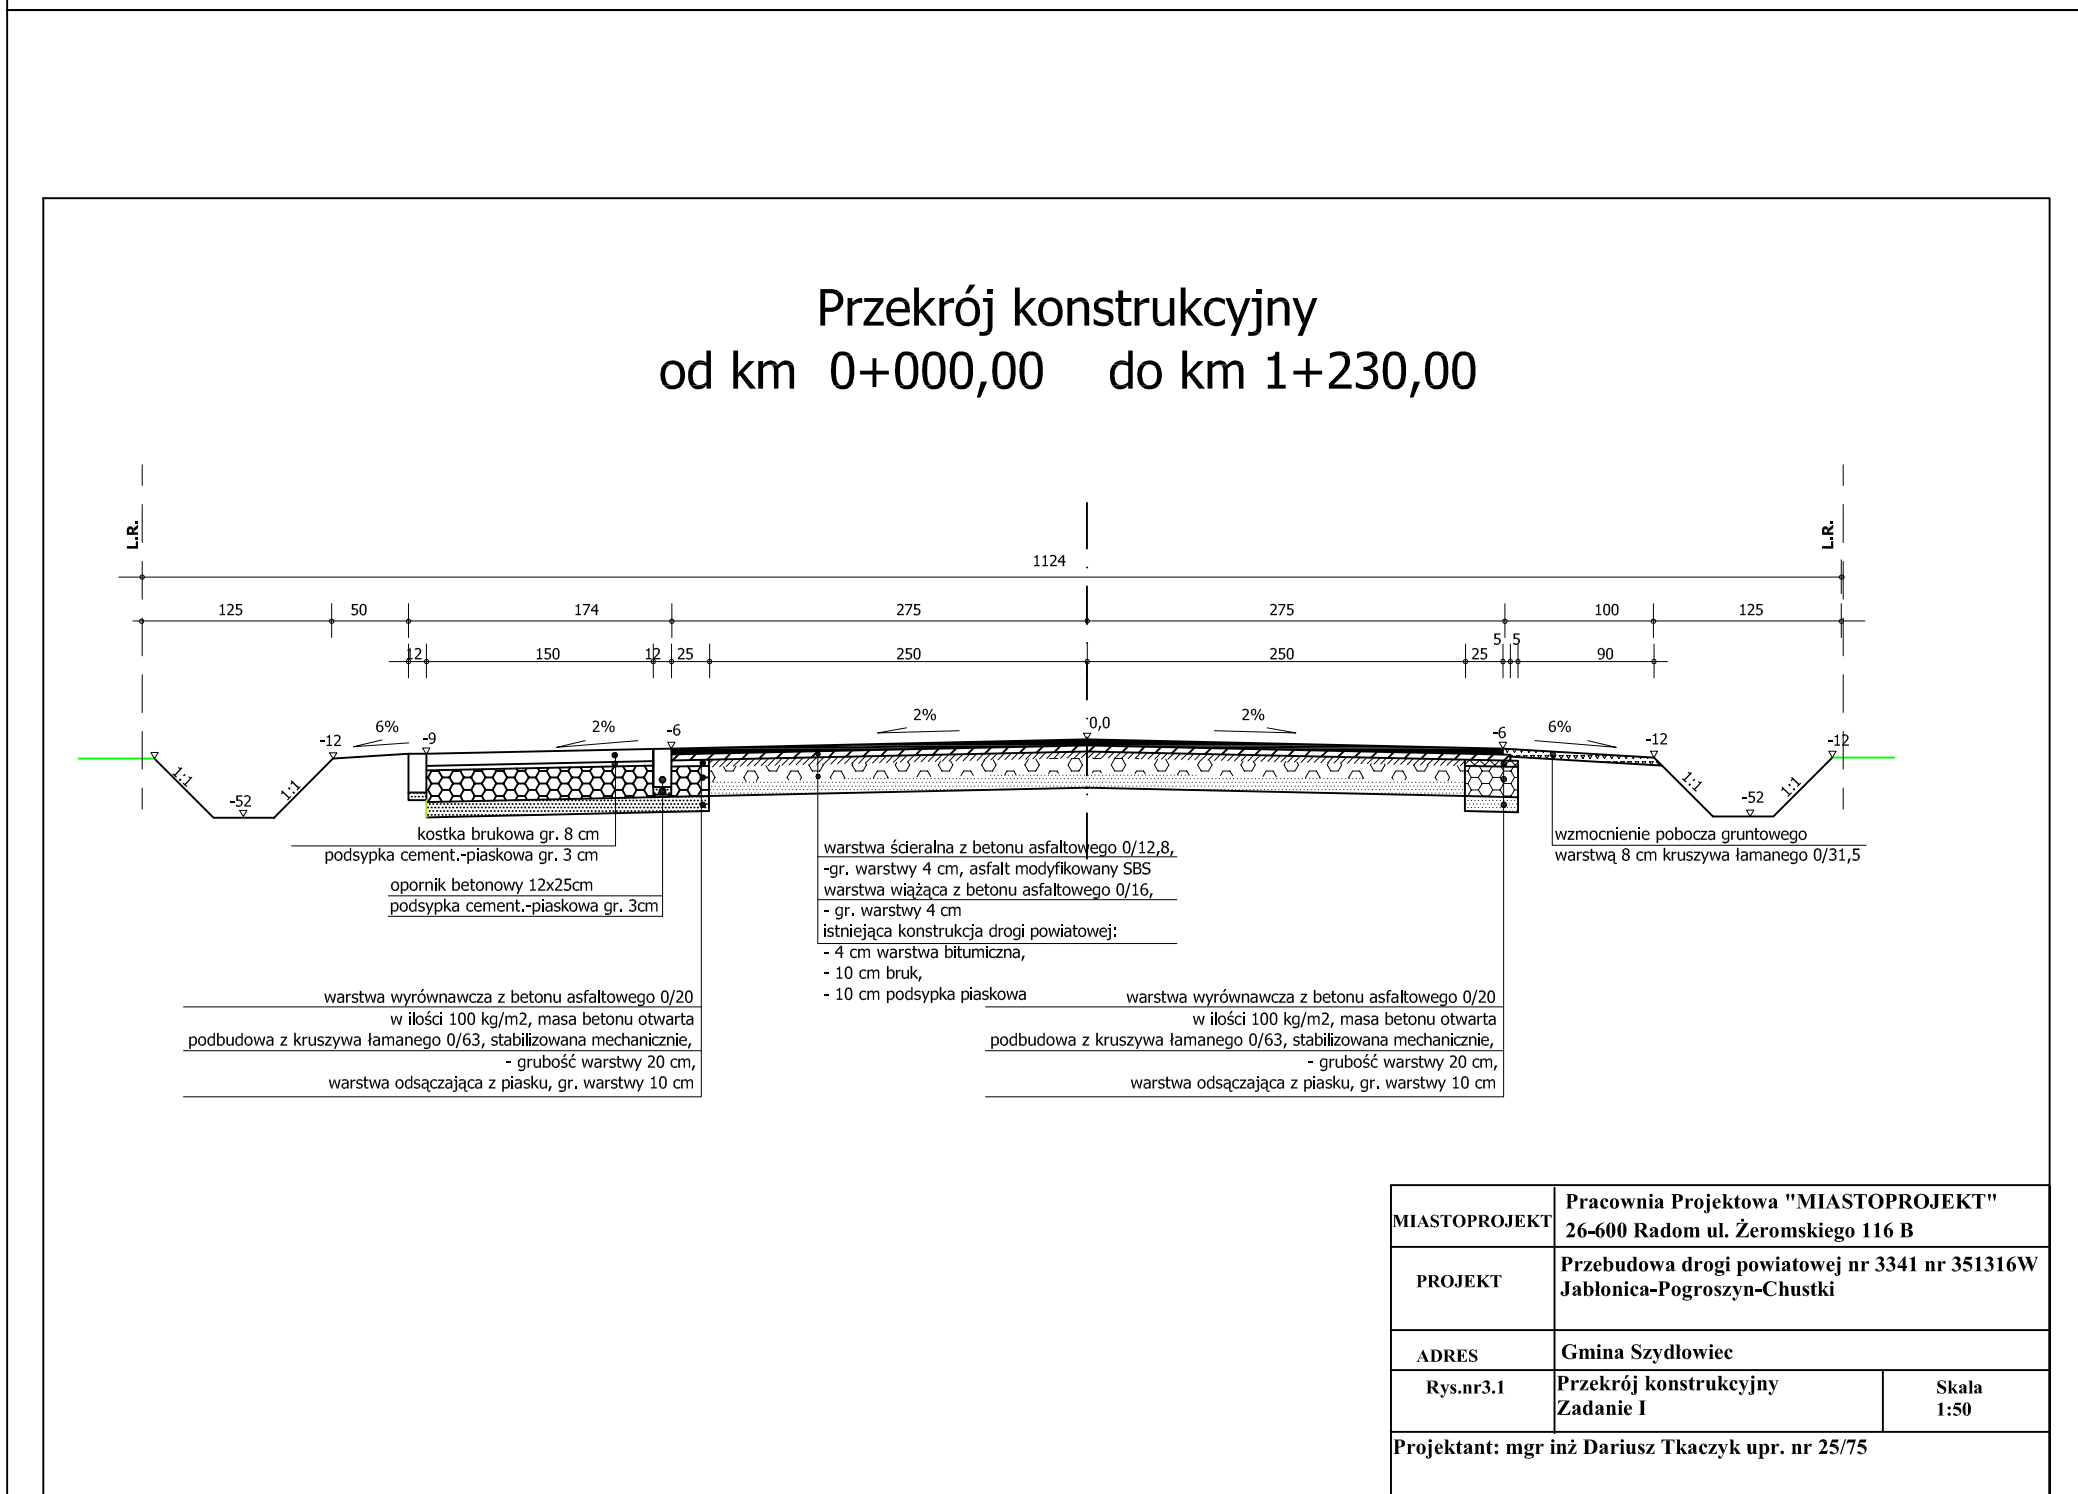 Przekrój konstrukcyjny
od km 0+000,00 do km 1+230,00
L.R.
L.R.
1124
125 50 174 275 275 100 125
12 150 12 25 250 250 25 5 5 90
6% 2% 2% 2% 6%
-12 -9 -6 0,0 -6 -12 -12
1:1 -52 1:1 1:1 -52 1:1
kostka brukowa gr. 8 cm
podsypka cement.-piaskowa gr. 3 cm
opornik betonowy 12x25cm
podsypka cement.-piaskowa gr. 3cm
warstwa ścieralna z betonu asfaltowego 0/12,8,
-gr. warstwy 4 cm, asfalt modyfikowany SBS
warstwa wiążąca z betonu asfaltowego 0/16,
- gr. warstwy 4 cm
istniejąca konstrukcja drogi powiatowej:
- 4 cm warstwa bitumiczna,
- 10 cm bruk,
- 10 cm podsypka piaskowa
wzmocnienie pobocza gruntowego
warstwą 8 cm kruszywa łamanego 0/31,5
warstwa wyrównawcza z betonu asfaltowego 0/20
w ilości 100 kg/m2, masa betonu otwarta
podbudowa z kruszywa łamanego 0/63, stabilizowana mechanicznie,
- grubość warstwy 20 cm,
warstwa odsączająca z piasku, gr. warstwy 10 cm
warstwa wyrównawcza z betonu asfaltowego 0/20
w ilości 100 kg/m2, masa betonu otwarta
podbudowa z kruszywa łamanego 0/63, stabilizowana mechanicznie,
- grubość warstwy 20 cm,
warstwa odsączająca z piasku, gr. warstwy 10 cm
MIASTOPROJEKT
Pracownia Projektowa "MIASTOPROJEKT"
26-600 Radom ul. Żeromskiego 116 B
PROJEKT
Przebudowa drogi powiatowej nr 3341 nr 351316W
Jabłonica-Pogroszyn-Chustki
ADRES
Gmina Szydłowiec
Rys.nr3.1
Przekrój konstrukcyjny
Zadanie I
Skala
1:50
Projektant: mgr inż Dariusz Tkaczyk upr. nr 25/75